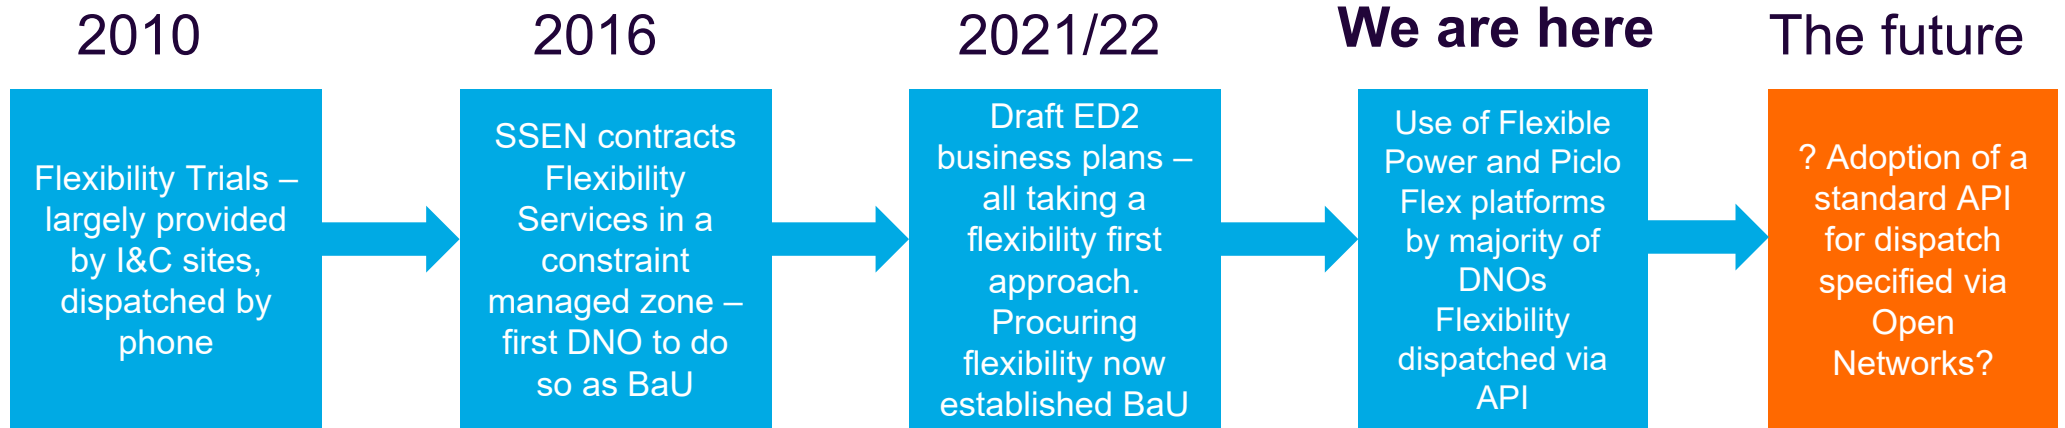 2010
Flexibility Trials –
largely provided
by I&C sites,
dispatched by
phone
2016
SSEN contracts
Flexibility
Services in a
constraint
managed zone –
first DNO to do
so as BaU
2021/22
Draft ED2
business plans –
all taking a
flexibility first
approach.
Procuring
flexibility now
established BaU
We are here
Use of Flexible
Power and Piclo
Flex platforms
by majority of
DNOs
Flexibility
dispatched via
API
The future
? Adoption of a
standard API
for dispatch
specified via
Open
Networks?